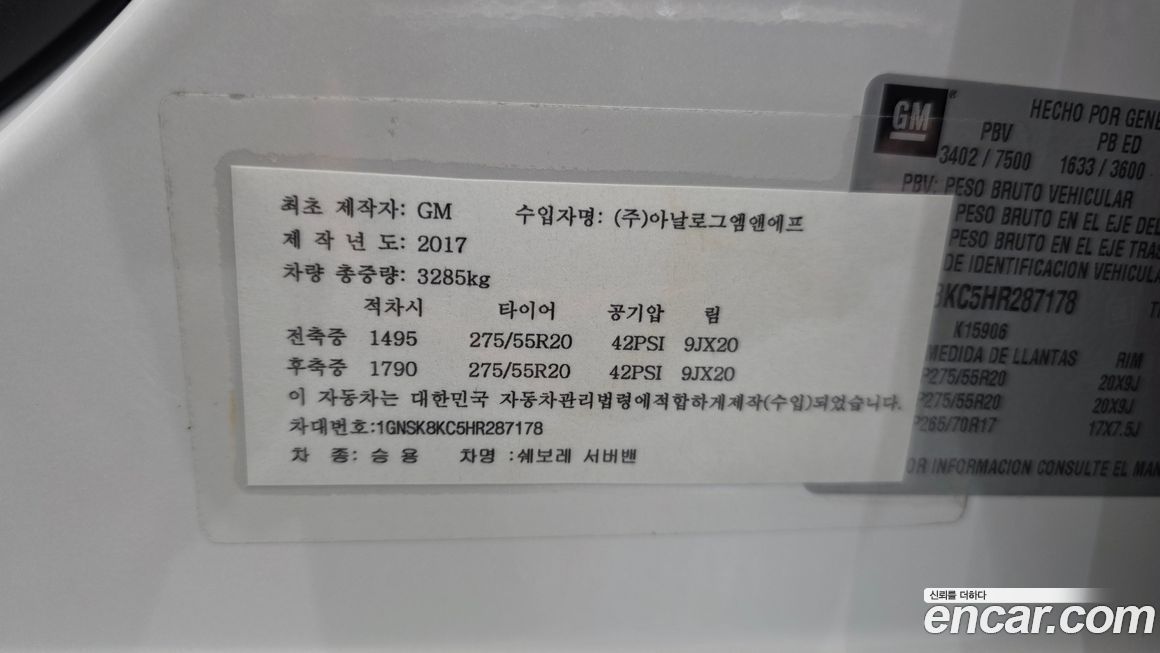 최초 제작자: GM 수입자명: (주)아날로그엠앤에프
제 작 년 도: 2017
차량 총중량: 3285kg
적차시 타이어 공기압 림
전축중 1495 275/55R20 42PSI 9JX20
후축중 1790 275/55R20 42PSI 9JX20
이 자동차는 대한민국 자동차관리법령에적합하게제작(수입)되었습니다.
차대번호:1GNSK8KC5HR287178
차 종: 승 용 차명 :쉐보레 서버밴
GM
HECHO POR GENE
PBV PB ED
3402 / 7500 1633 / 3600
PBV: PESO BRUTO VEHICULAR
PESO BRUTO EN EL EJE DEL
PESO BRUTO EN EL EJE TRAS
DE IDENTIFICACION VEHICULA
8KC5HR287178
K15906
MEDIDA DE LLANTAS RIM
P275/55R20 20X9J
P275/55R20 20X9J
P265/70R17 17X7.5J
OR INFORMACION CONSULTE EL MAN
신뢰를 더하다
encar.com